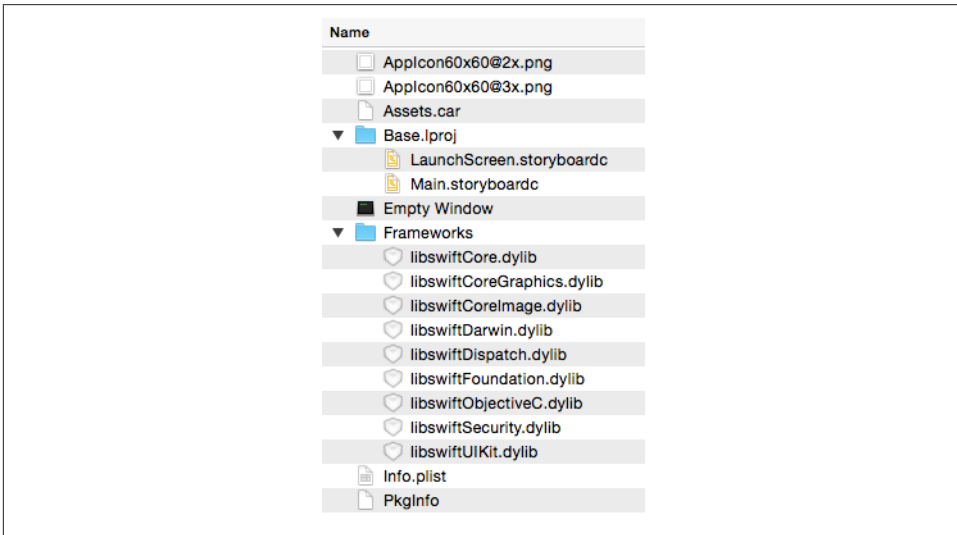 Name
AppIcon60x60@2x.png
AppIcon60x60@3x.png
Assets.car
Base.lproj
LaunchScreen.storyboardc
Main.storyboardc
Empty Window
Frameworks
libswiftCore.dylib
libswiftCoreGraphics.dylib
libswiftCoreImage.dylib
libswiftDarwin.dylib
libswiftDispatch.dylib
libswiftFoundation.dylib
libswiftObjectiveC.dylib
libswiftSecurity.dylib
libswiftUIKit.dylib
Info.plist
PkgInfo